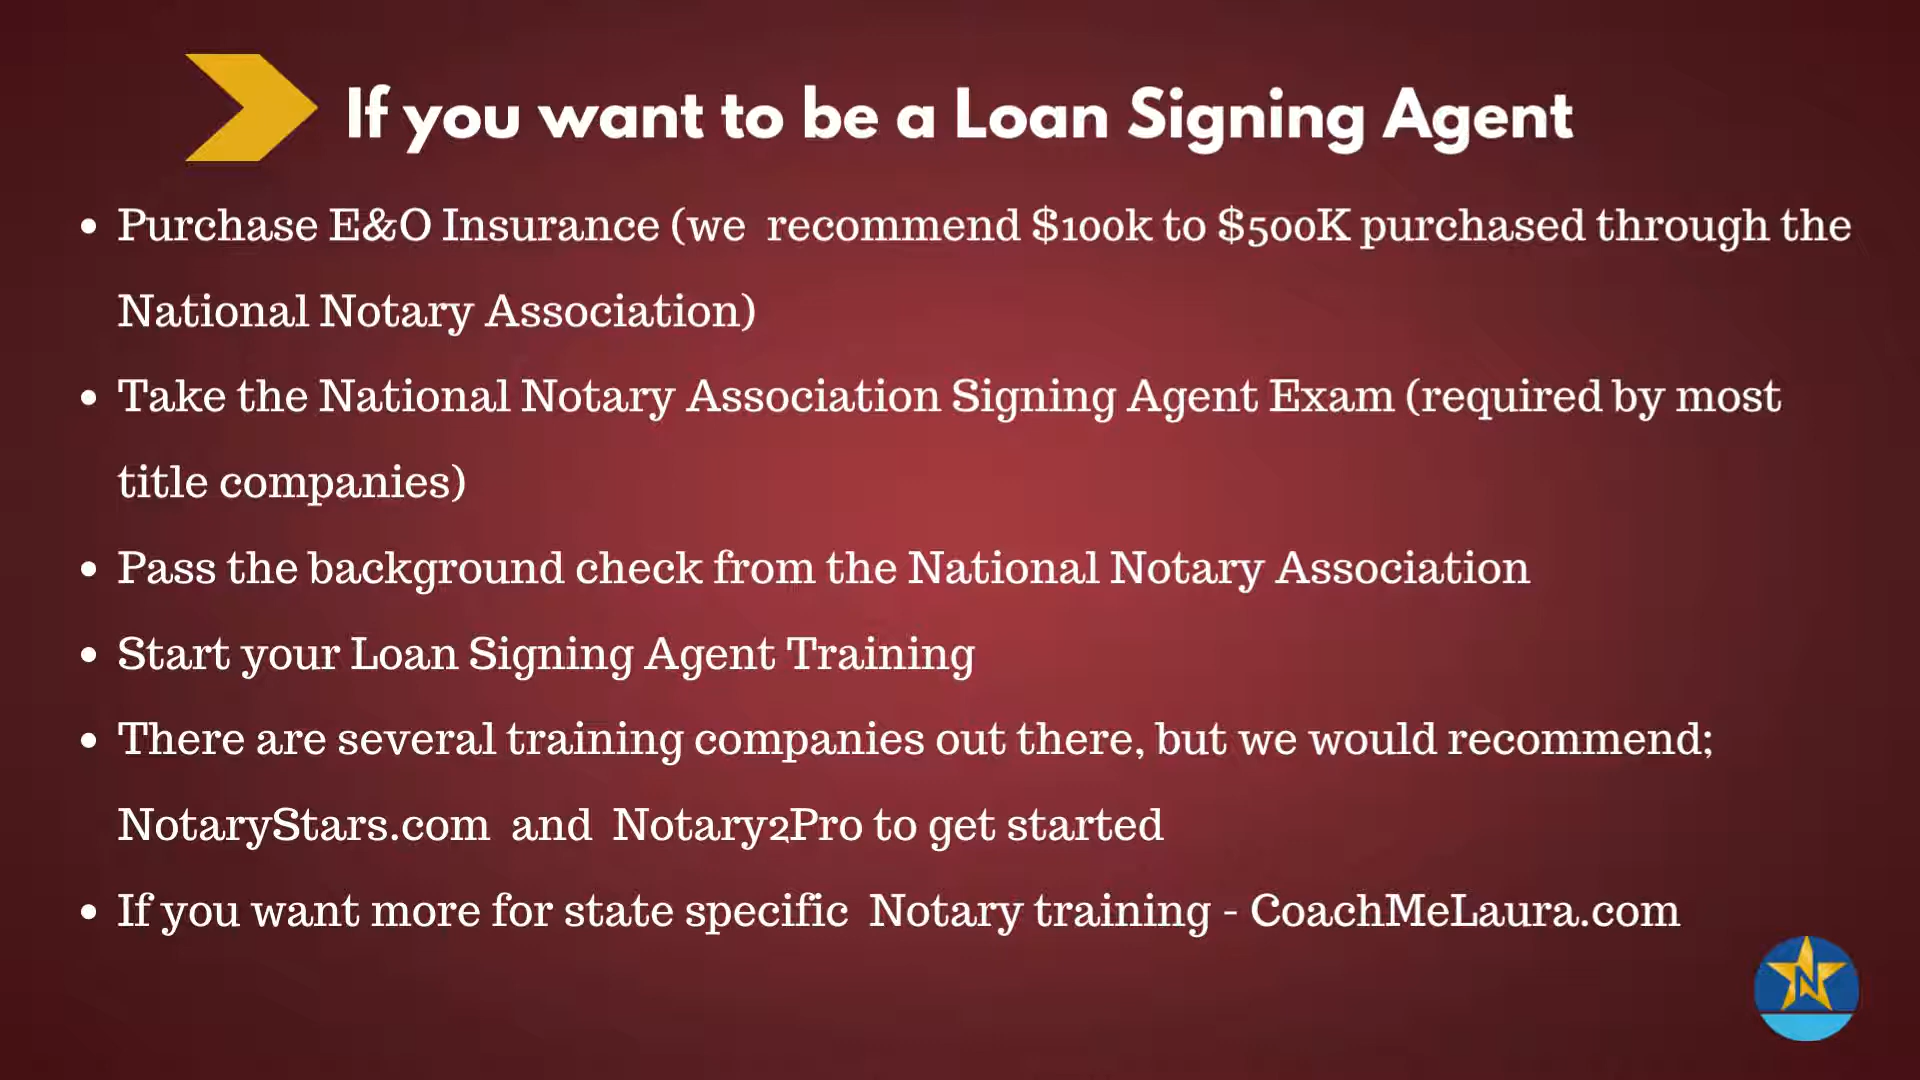 If you want to be a Loan Signing Agent
• Purchase E&O Insurance (we recommend $100k to $500K purchased through the
National Notary Association)
• Take the National Notary Association Signing Agent Exam (required by most
title companies)
• Pass the background check from the National Notary Association
• Start your Loan Signing Agent Training
• There are several training companies out there, but we would recommend;
NotaryStars.com and Notary2Pro to get started
• If you want more for state specific Notary training - CoachMeLaura.com
N